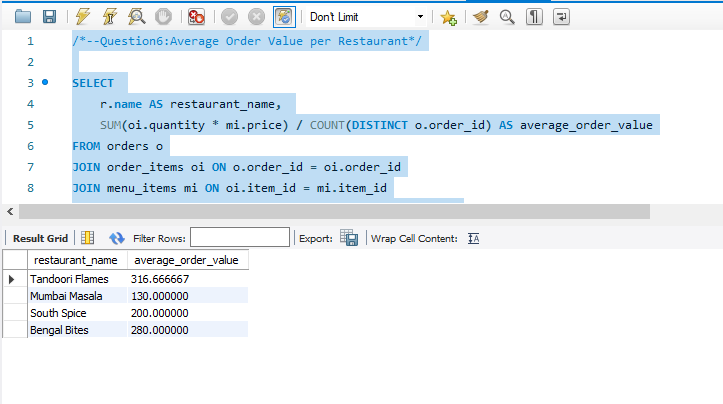 Don't Limit
1 /*--Question6:Average Order Value per Restaurant*/
2
3 SELECT
4 r.name AS restaurant_name,
5 SUM(oi.quantity * mi.price) / COUNT(DISTINCT o.order_id) AS average_order_value
6 FROM orders o
7 JOIN order_items oi ON o.order_id = oi.order_id
8 JOIN menu_items mi ON oi.item_id = mi.item_id
Result Grid Filter Rows: Export: Wrap Cell Content:
restaurant_name average_order_value
Tandoori Flames 316.666667
Mumbai Masala 130.000000
South Spice 200.000000
Bengal Bites 280.000000